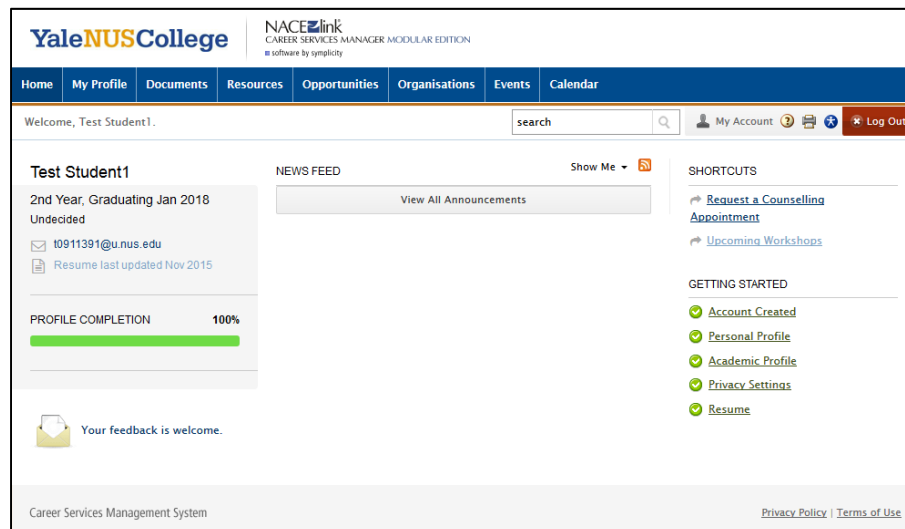 YaleNUSCollege
NACElink
CAREER SERVICES MANAGER MODULAR EDITION
software by symplicity
Home My Profile Documents Resources Opportunities Organisations Events Calendar
Welcome, Test Student1.
search
My Account
Log Out
Test Student1
2nd Year, Graduating Jan 2018
Undecided
t0911391@u.nus.edu
Resume last updated Nov 2015
PROFILE COMPLETION 100%
Your feedback is welcome.
NEWS FEED
Show Me
View All Announcements
SHORTCUTS
Request a Counselling
Appointment
Upcoming Workshops
GETTING STARTED
Account Created
Personal Profile
Academic Profile
Privacy Settings
Resume
Career Services Management System
Privacy Policy | Terms of Use